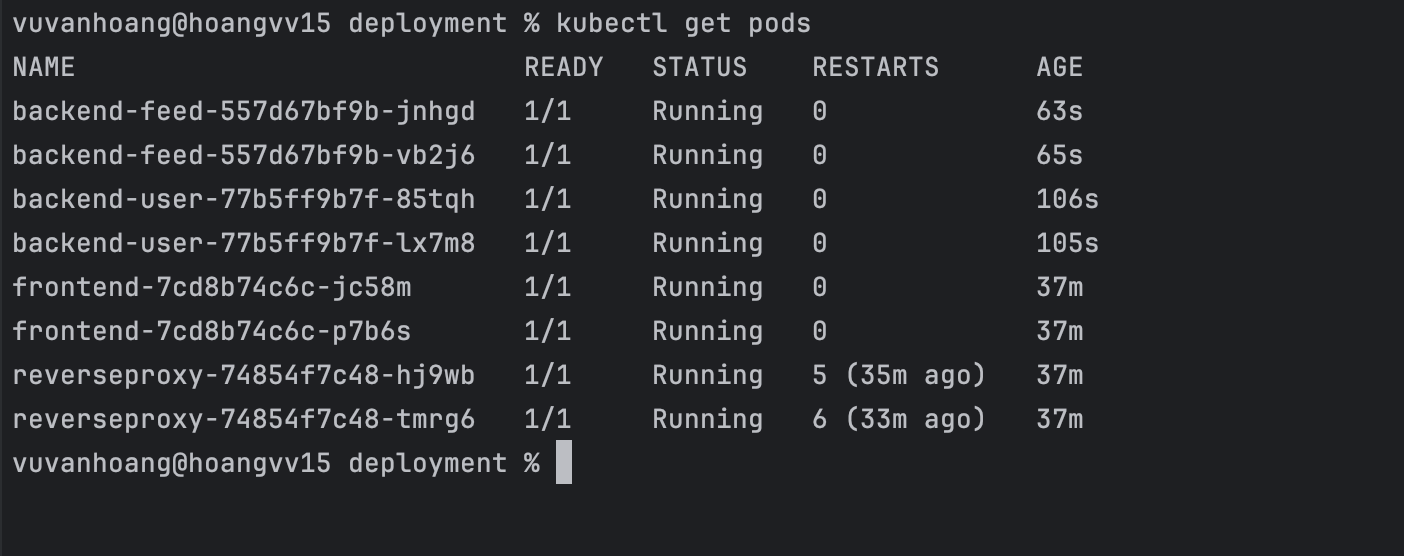 vuvanhoang@hoangvv15 deployment % kubectl get pods
NAME READY STATUS RESTARTS AGE
backend-feed-557d67bf9b-jnhgd 1/1 Running 0 63s
backend-feed-557d67bf9b-vb2j6 1/1 Running 0 65s
backend-user-77b5ff9b7f-85tqh 1/1 Running 0 106s
backend-user-77b5ff9b7f-lx7m8 1/1 Running 0 105s
frontend-7cd8b74c6c-jc58m 1/1 Running 0 37m
frontend-7cd8b74c6c-p7b6s 1/1 Running 0 37m
reverseproxy-74854f7c48-hj9wb 1/1 Running 5 (35m ago) 37m
reverseproxy-74854f7c48-tmrg6 1/1 Running 6 (33m ago) 37m
vuvanhoang@hoangvv15 deployment %